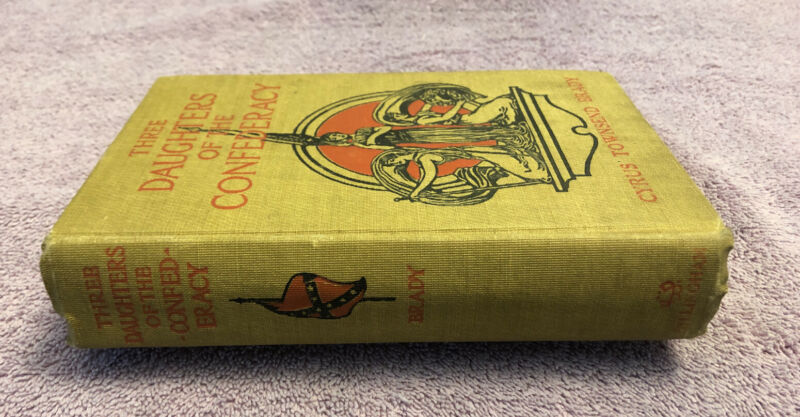 THREE
DAUGHTERS
OF THE
CONFEDERACY
CYRUS TOWNSEND BRADY
THREE
DAUGHTERS
OF THE
-CONFED-
ERACY
BRADY